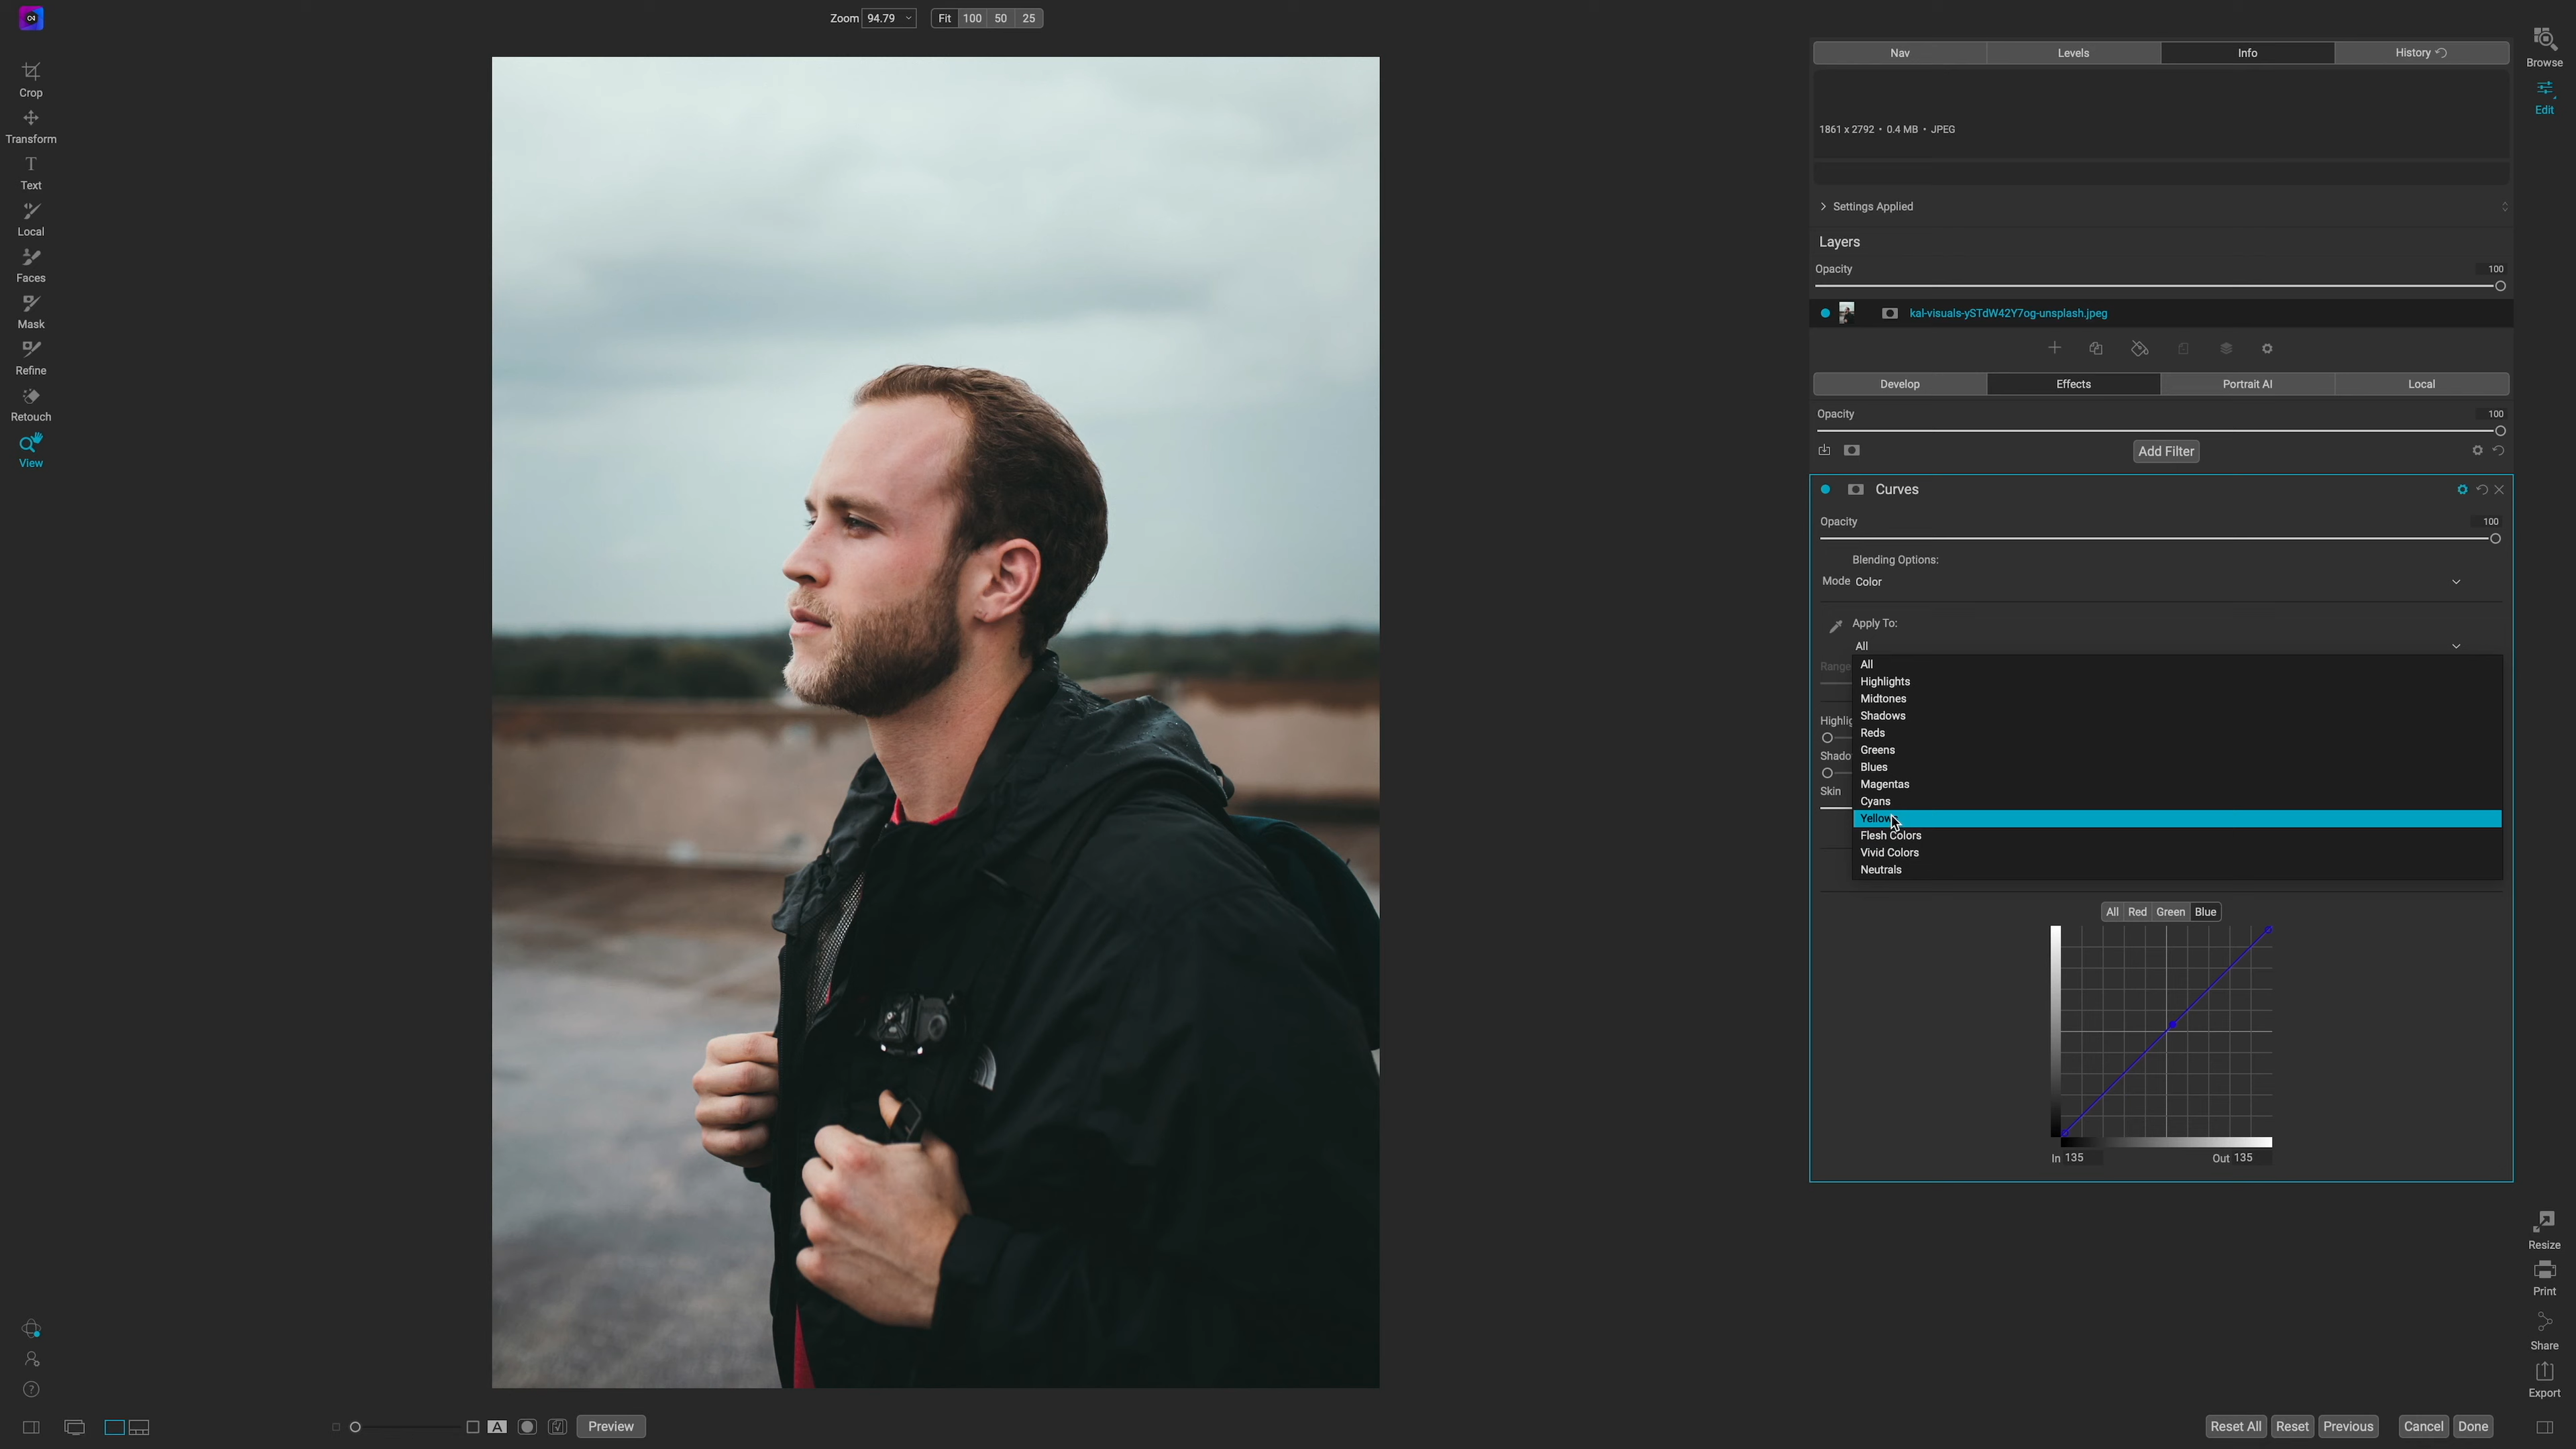 Zoom 94.79 Fit 100 50 25
Crop
Transform
Text
Local
Faces
Mask
Refine
Retouch
View
Nav Levels Info History
1861 x 2792 • 0.4 MB • JPEG
Settings Applied
Layers
Opacity 100
kal-visuals-ySTdW42Y7og-unsplash.jpeg
Develop Effects Portrait AI Local
Opacity 100
Add Filter
Curves
Opacity 100
Blending Options:
Mode Color
Apply To:
All
Range
All
Highlights
Midtones
Shadows
Reds
Greens
Blues
Magentas
Cyans
Yellows
Flesh Colors
Vivid Colors
Neutrals
Highlig
Shado
Skin
All Red Green Blue
In 135 Out 135
Browse
Edit
Resize
Print
Share
Export
A Preview
Reset All Reset Previous Cancel Done